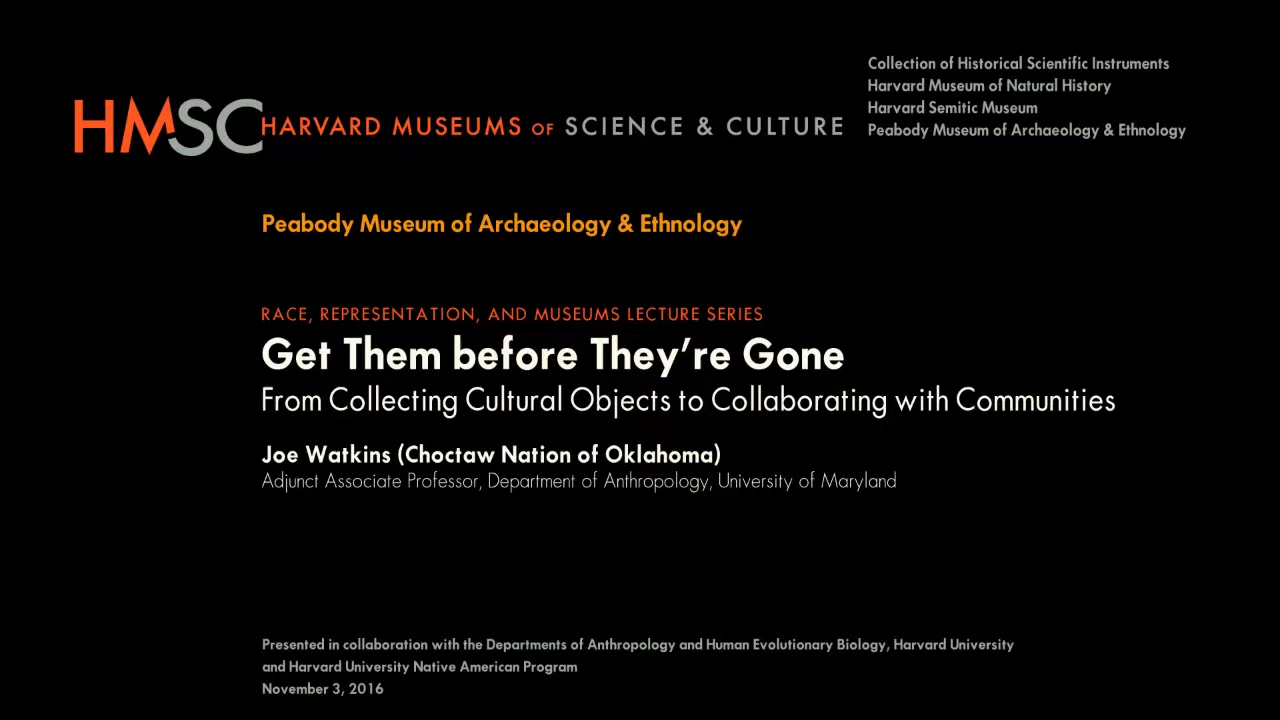 HMSC HARVARD MUSEUMS OF SCIENCE & CULTURE
Collection of Historical Scientific Instruments
Harvard Museum of Natural History
Harvard Semitic Museum
Peabody Museum of Archaeology & Ethnology
Peabody Museum of Archaeology & Ethnology
RACE, REPRESENTATION, AND MUSEUMS LECTURE SERIES
Get Them before They’re Gone
From Collecting Cultural Objects to Collaborating with Communities
Joe Watkins (Choctaw Nation of Oklahoma)
Adjunct Associate Professor, Department of Anthropology, University of Maryland
Presented in collaboration with the Departments of Anthropology and Human Evolutionary Biology, Harvard University
and Harvard University Native American Program
November 3, 2016